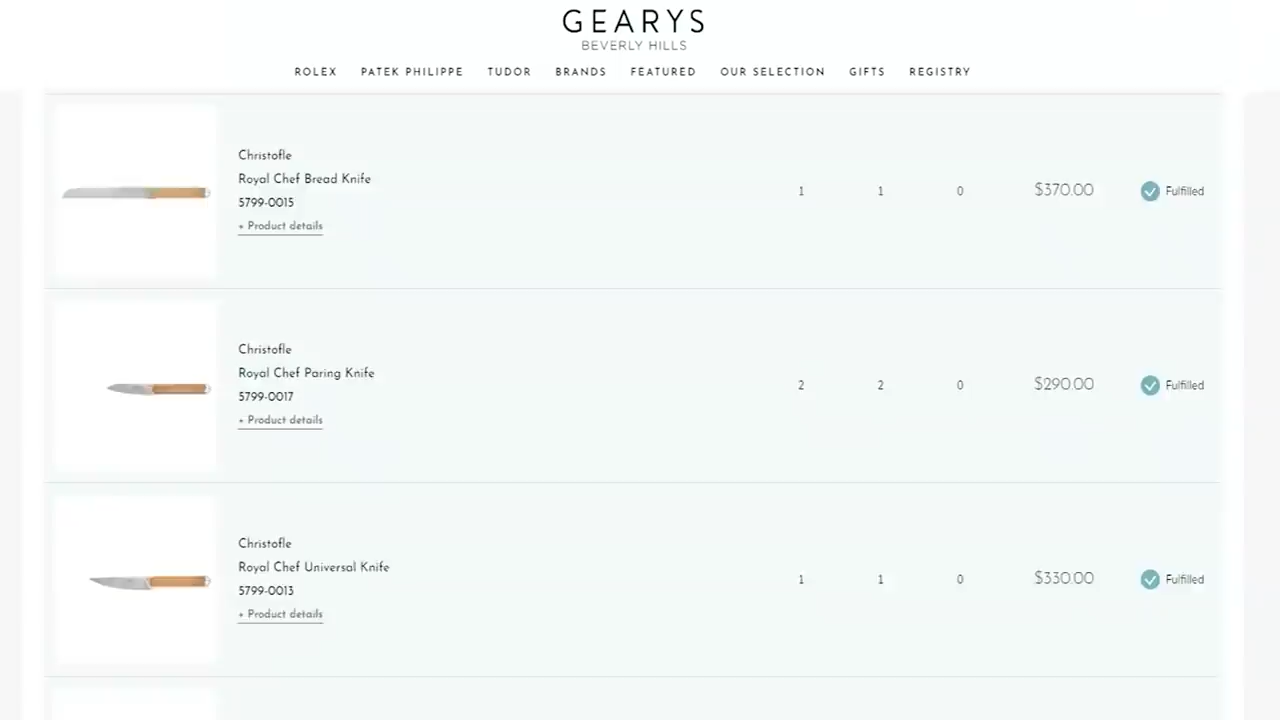 GEARYS
BEVERLY HILLS
ROLEX PATEK PHILIPPE TUDOR BRANDS FEATURED OUR SELECTION GIFTS REGISTRY
Christofle
Royal Chef Bread Knife
5799-0015
+ Product details
1 1 0 $370.00 Fulfilled
Christofle
Royal Chef Paring Knife
5799-0017
+ Product details
2 2 0 $290.00 Fulfilled
Christofle
Royal Chef Universal Knife
5799-0013
+ Product details
1 1 0 $330.00 Fulfilled